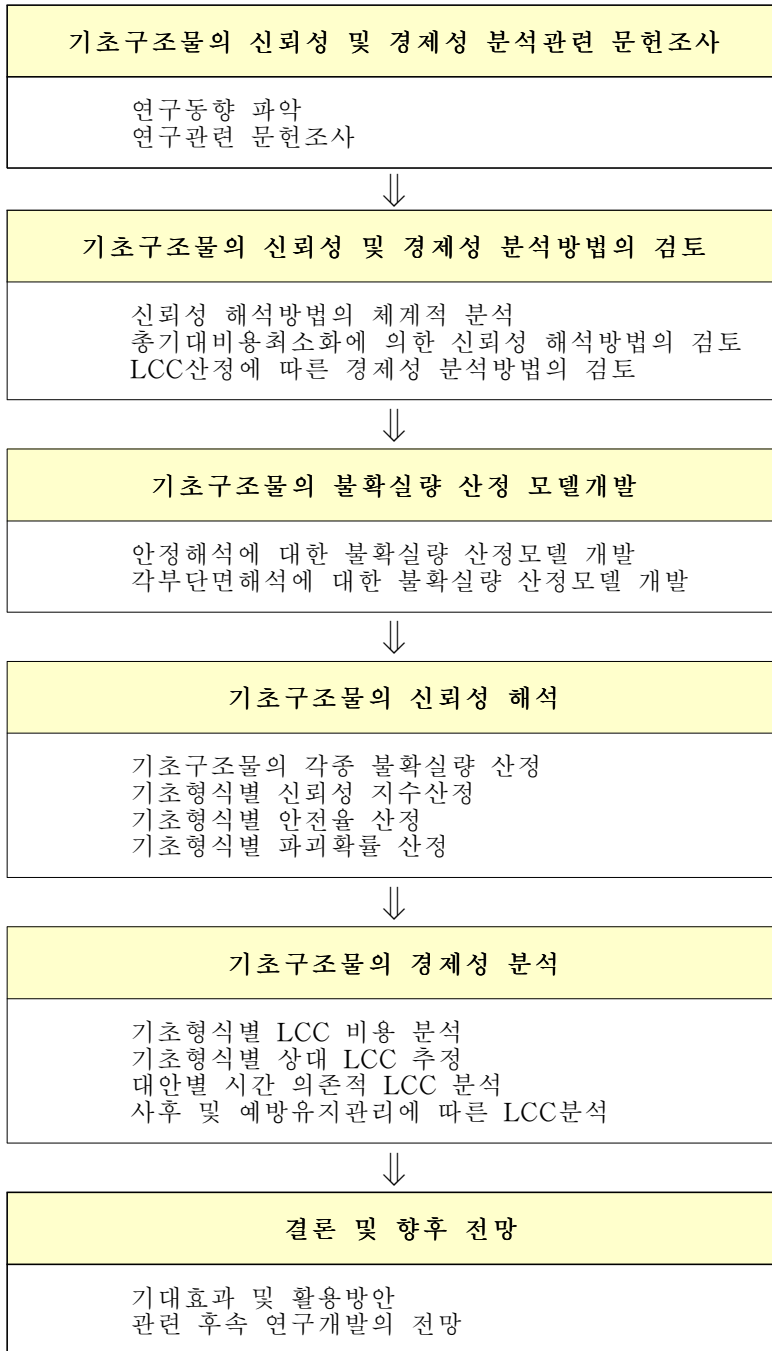 기초구조물의 신뢰성 및 경제성 분석관련 문헌조사
연구동향 파악
연구관련 문헌조사
⇓
기초구조물의 신뢰성 및 경제성 분석방법의 검토
신뢰성 해석방법의 체계적 분석
총기대비용최소화에 의한 신뢰성 해석방법의 검토
LCC산정에 따른 경제성 분석방법의 검토
⇓
기초구조물의 불확실량 산정 모델개발
안정해석에 대한 불확실량 산정모델 개발
각부단면해석에 대한 불확실량 산정모델 개발
⇓
기초구조물의 신뢰성 해석
기초구조물의 각종 불확실량 산정
기초형식별 신뢰성 지수산정
기초형식별 안전율 산정
기초형식별 파괴확률 산정
⇓
기초구조물의 경제성 분석
기초형식별 LCC 비용 분석
기초형식별 상대 LCC 추정
대안별 시간 의존적 LCC 분석
사후 및 예방유지관리에 따른 LCC분석
⇓
결론 및 향후 전망
기대효과 및 활용방안
관련 후속 연구개발의 전망